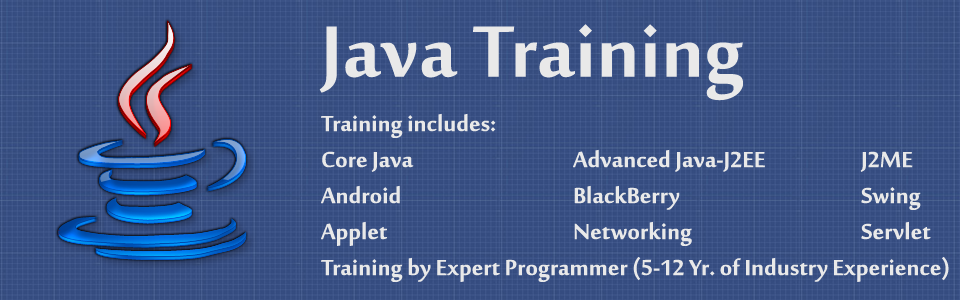 Java Training
Training includes:
Core Java Advanced Java-J2EE J2ME
Android BlackBerry Swing
Applet Networking Servlet
Training by Expert Programmer (5-12 Yr. of Industry Experience)